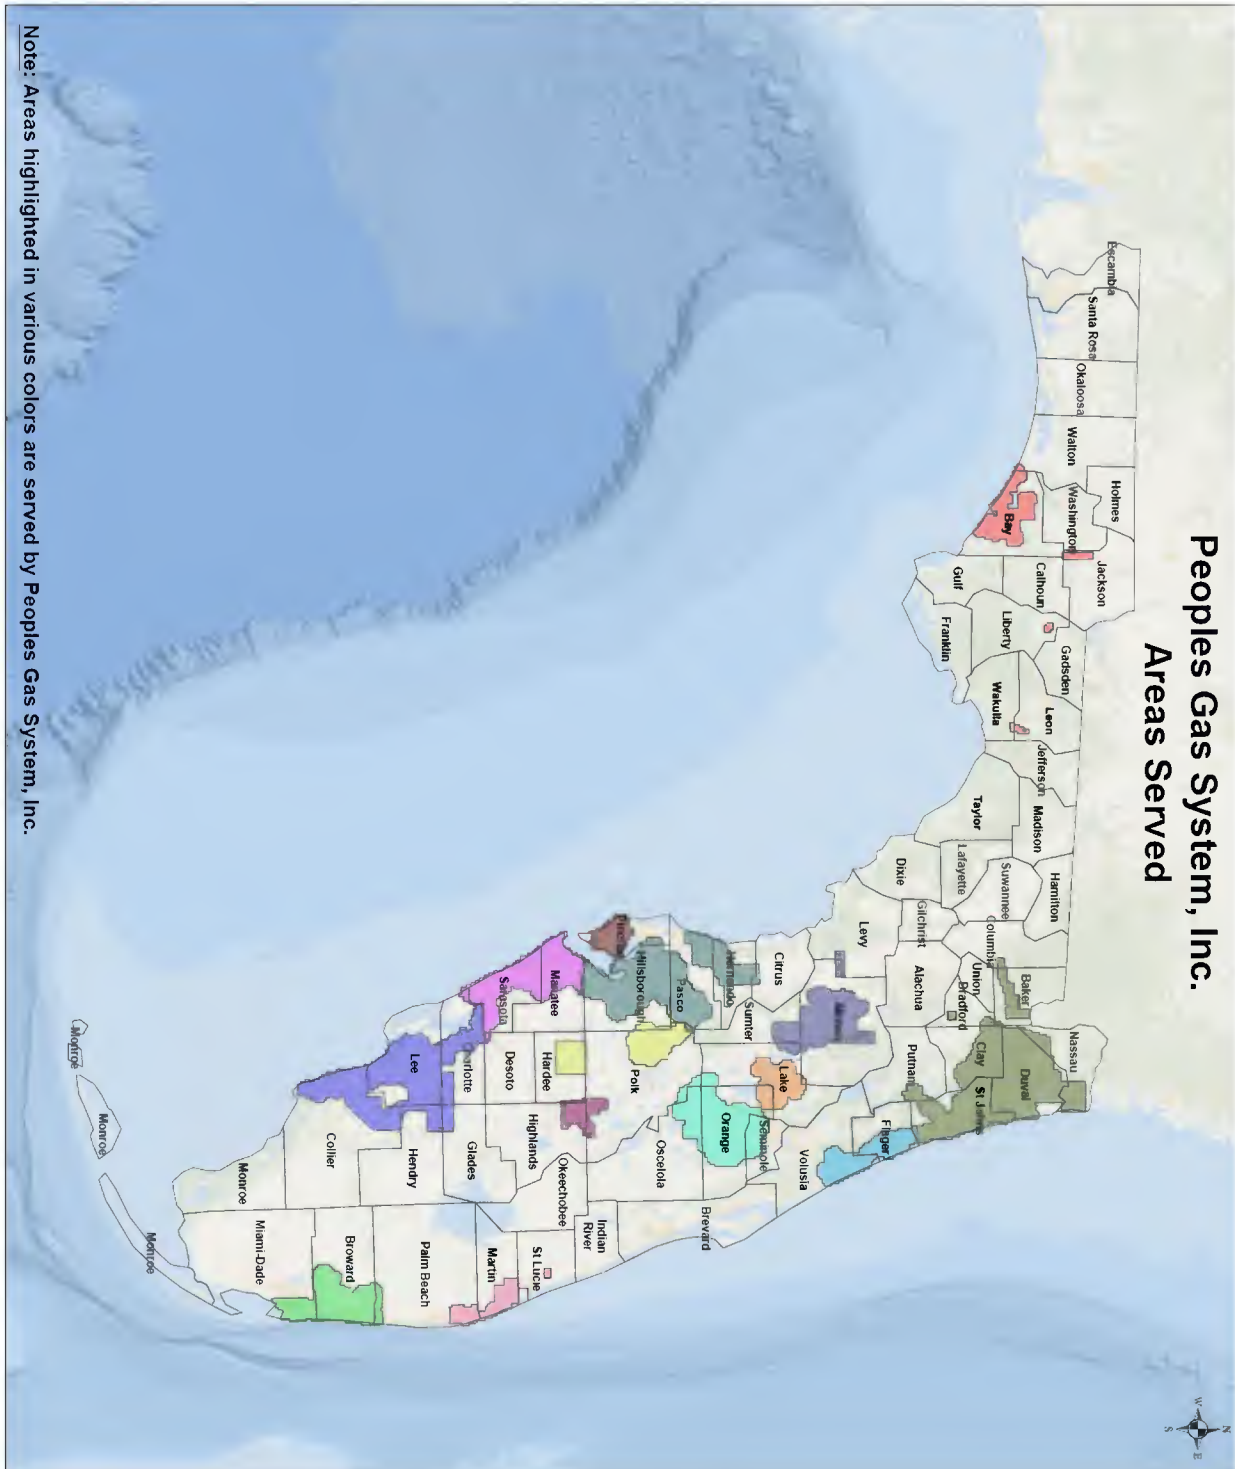 Peoples Gas System, Inc.
Areas Served
N
W
E
S
Escambia
Santa Rosa
Okaloosa
Walton
Holmes
Washington
Bay
Jackson
Calhoun
Gulf
Liberty
Franklin
Gadsden
Wakulla
Leon
Jefferson
Madison
Taylor
Hamilton
Suwannee
Lafayette
Dixie
Columbia
Gilchrist
Levy
Baker
Union
Bradford
Alachua
Nassau
Duval
Clay
St Johns
Putnam
Flagler
Citrus
Sumter
Lake
Volusia
Hernando
Pasco
Seminole
Orange
Hillsborough
Polk
Osceola
Brevard
Manatee
Hardee
Highlands
Okeechobee
Indian
River
Sarasota
Desoto
St Lucie
Charlotte
Glades
Martin
Lee
Hendry
Palm Beach
Collier
Broward
Monroe
Miami-Dade
Monroe
Monroe
Monroe
Note: Areas highlighted in various colors are served by Peoples Gas System, Inc.